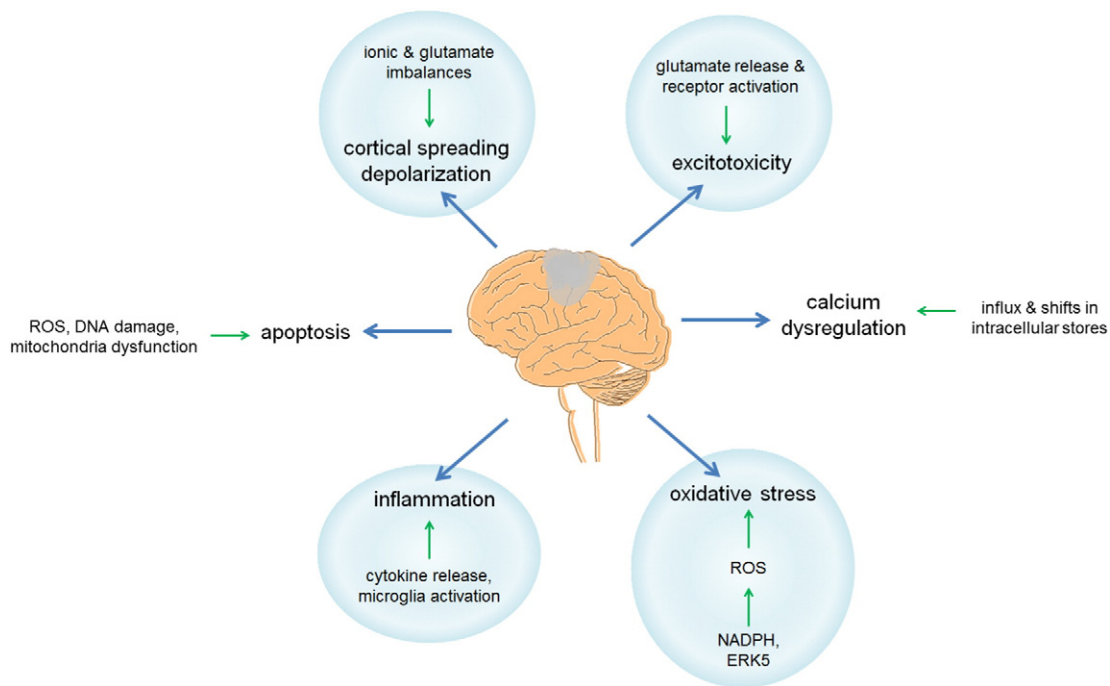 ionic & glutamate
imbalances
cortical spreading
depolarization
glutamate release &
receptor activation
excitotoxicity
ROS, DNA damage,
mitochondria dysfunction
apoptosis
calcium
dysregulation
influx & shifts in
intracellular stores
inflammation
cytokine release,
microglia activation
oxidative stress
ROS
NADPH,
ERK5